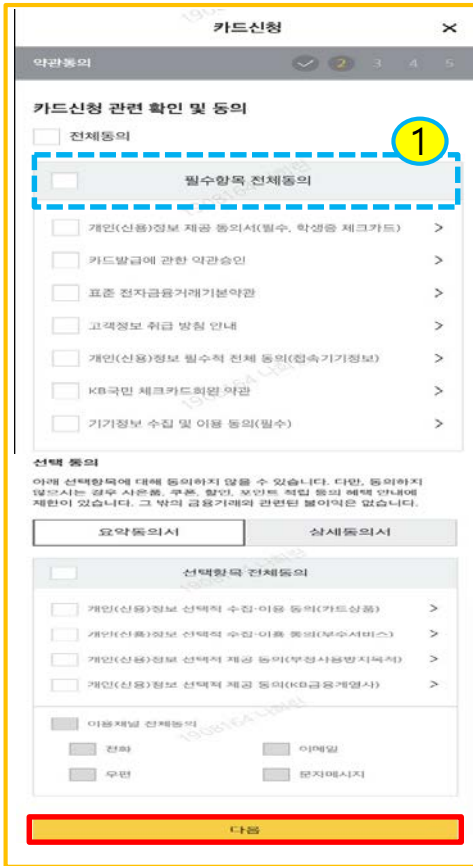 카드신청 ×
약관동의 2 3 4 5
카드신청 관련 확인 및 동의
전체동의
1
필수항목 전체동의
개인(신용)정보 제공 동의서(필수, 학생증 체크카드) >
카드발급에 관한 약관승인 >
표준 전자금융거래기본약관 >
고객정보 취급 방침 안내 >
개인(신용)정보 필수적 전체 동의(접속기기정보) >
KB국민 체크카드회원 약관 >
기기정보 수집 및 이용 동의(필수) >
선택 동의
아래 선택항목에 대해 동의하지 않을 수 있습니다. 다만, 동의하지
않으시는 경우 사은품, 쿠폰, 할인, 포인트 적립 등의 혜택 안내에
제한이 있습니다. 그 밖의 금융거래와 관련된 불이익은 없습니다.
요약동의서 상세동의서
선택항목 전체동의
개인(신용)정보 선택적 수집·이용 동의(카드상품) >
개인(신용)정보 선택적 수집·이용 동의(부수서비스) >
개인(신용)정보 선택적 제공 동의(부정사용방지목적) >
개인(신용)정보 선택적 제공 동의(KB금융계열사) >
이용채널 전체동의
전화 이메일
우편 문자메시지
다음